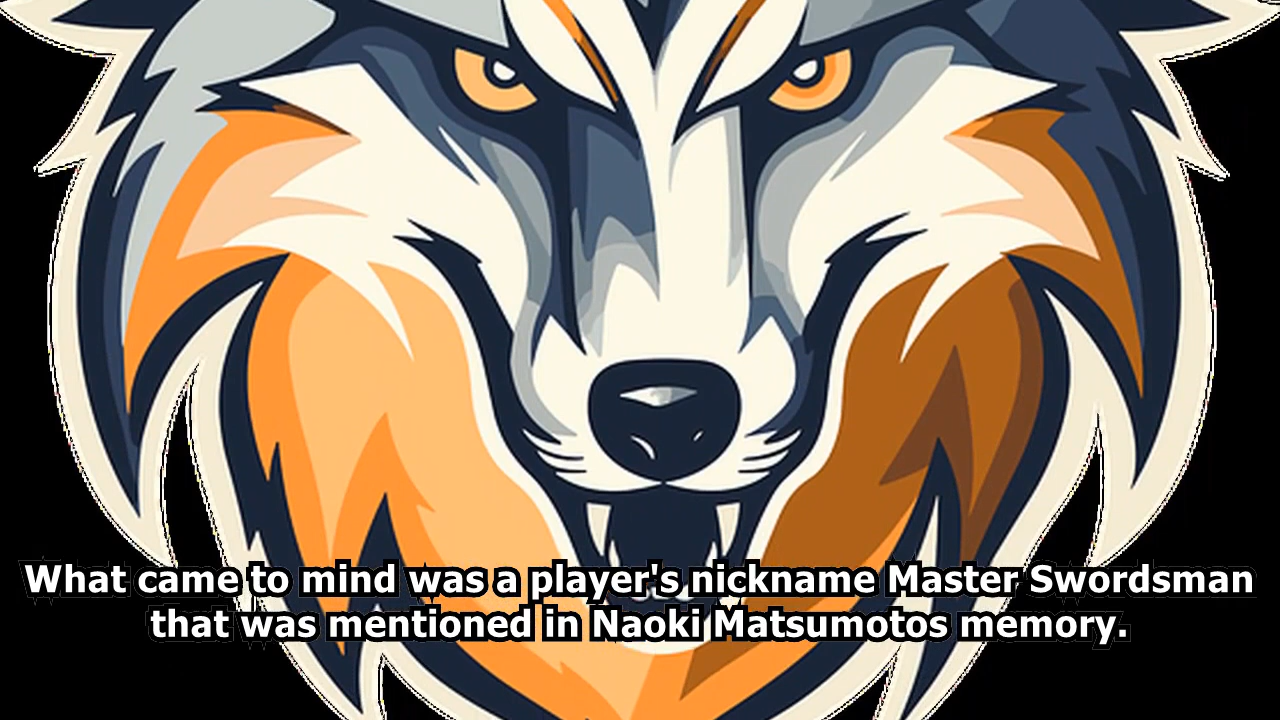 What came to mind was a player's nickname Master Swordsman
that was mentioned in Naoki Matsumotos memory.